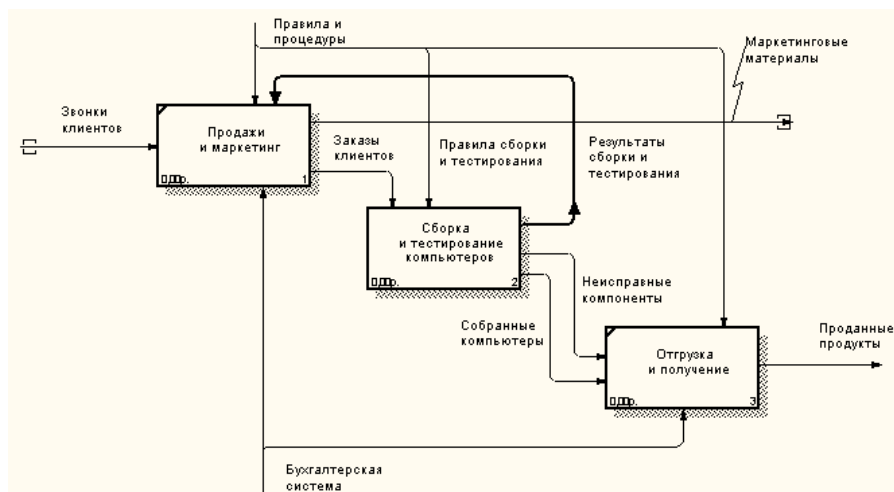 Правила и
процедуры
Маркетинговые
материалы
Звонки
клиентов
Продажи
и маркетинг
1
Заказы
клиентов
Правила сборки
и тестирования
Результаты
сборки и
тестирования
Сборка
и тестирование
компьютеров
2
Неисправные
компоненты
Собранные
компьютеры
Отгрузка
и получение
3
Проданные
продукты
Бухгалтерская
система